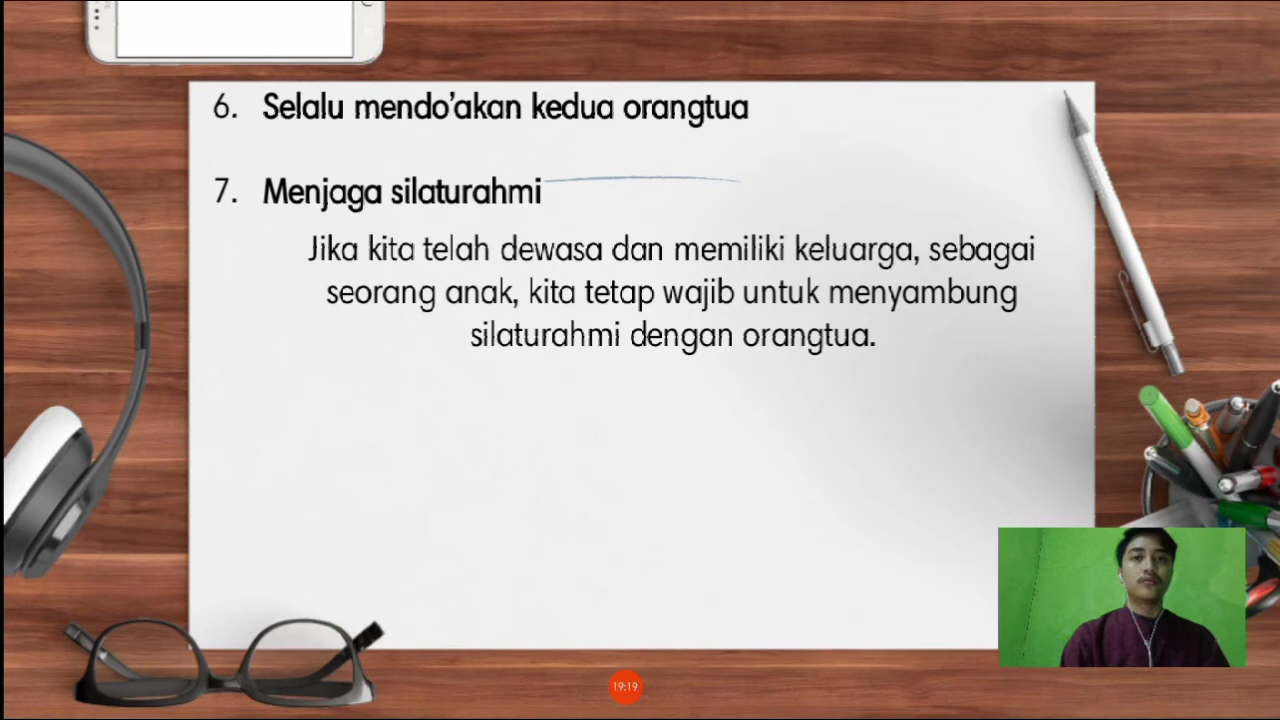 6. Selalu mendo'akan kedua orangtua
7. Menjaga silaturahmi
Jika kita telah dewasa dan memiliki keluarga, sebagai
seorang anak, kita tetap wajib untuk menyambung
silaturahmi dengan orangtua.
19:19